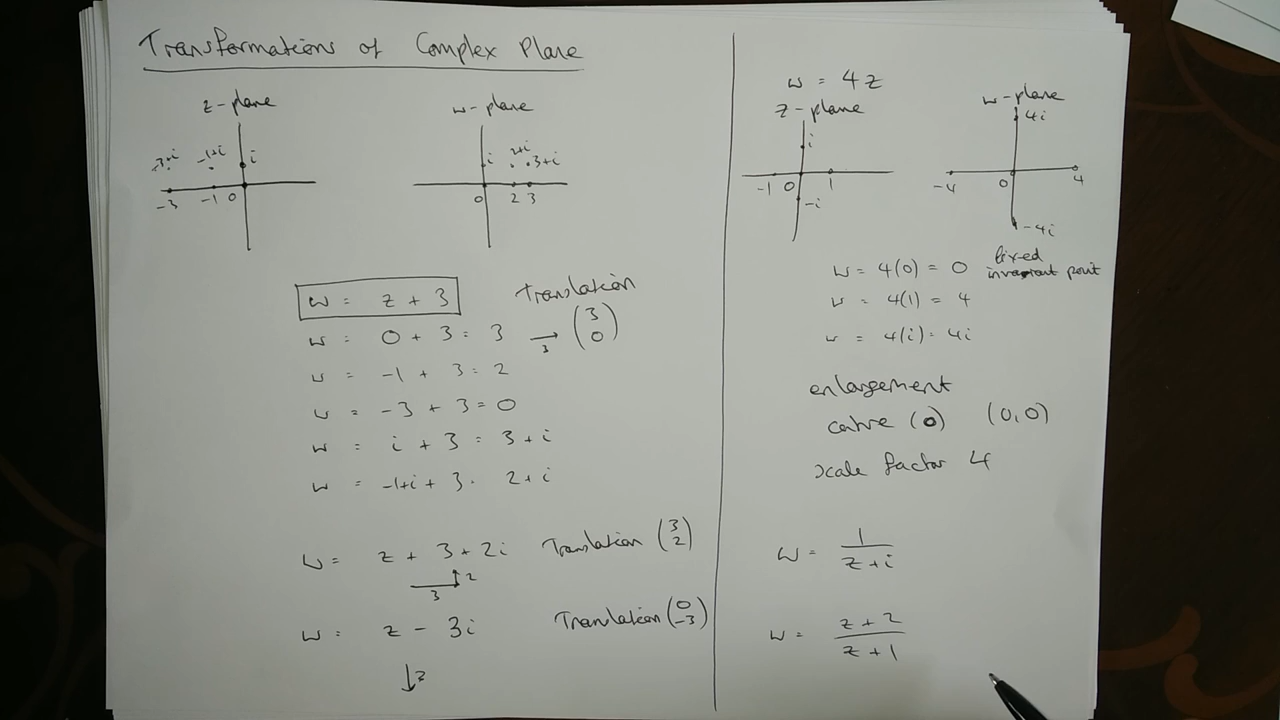 Transformations of Complex Plane
z-plane
-3+i -1+i i
-3 -1 0
w-plane
i 2+i 3+i
0 2 3
w = z + 3 Translation
w = 0 + 3 = 3 → (3 0)
3
w = -1 + 3 = 2
w = -3 + 3 = 0
w = i + 3 = 3+i
w = -1+i + 3 = 2+i
w = z + 3 + 2i Translation (3 2)
3 2
w = z - 3i Translation (0 -3)
↓3
w = 4z
z-plane
i
-1 0 1
-i
w-plane
4i
-4 0 4
-4i
w = 4(0) = 0 fixed
invariant point
w = 4(1) = 4
w = 4(i) = 4i
enlargement
centre (0) (0,0)
scale factor 4
w = 1/(z+i)
w = (z+2)/(z+1)